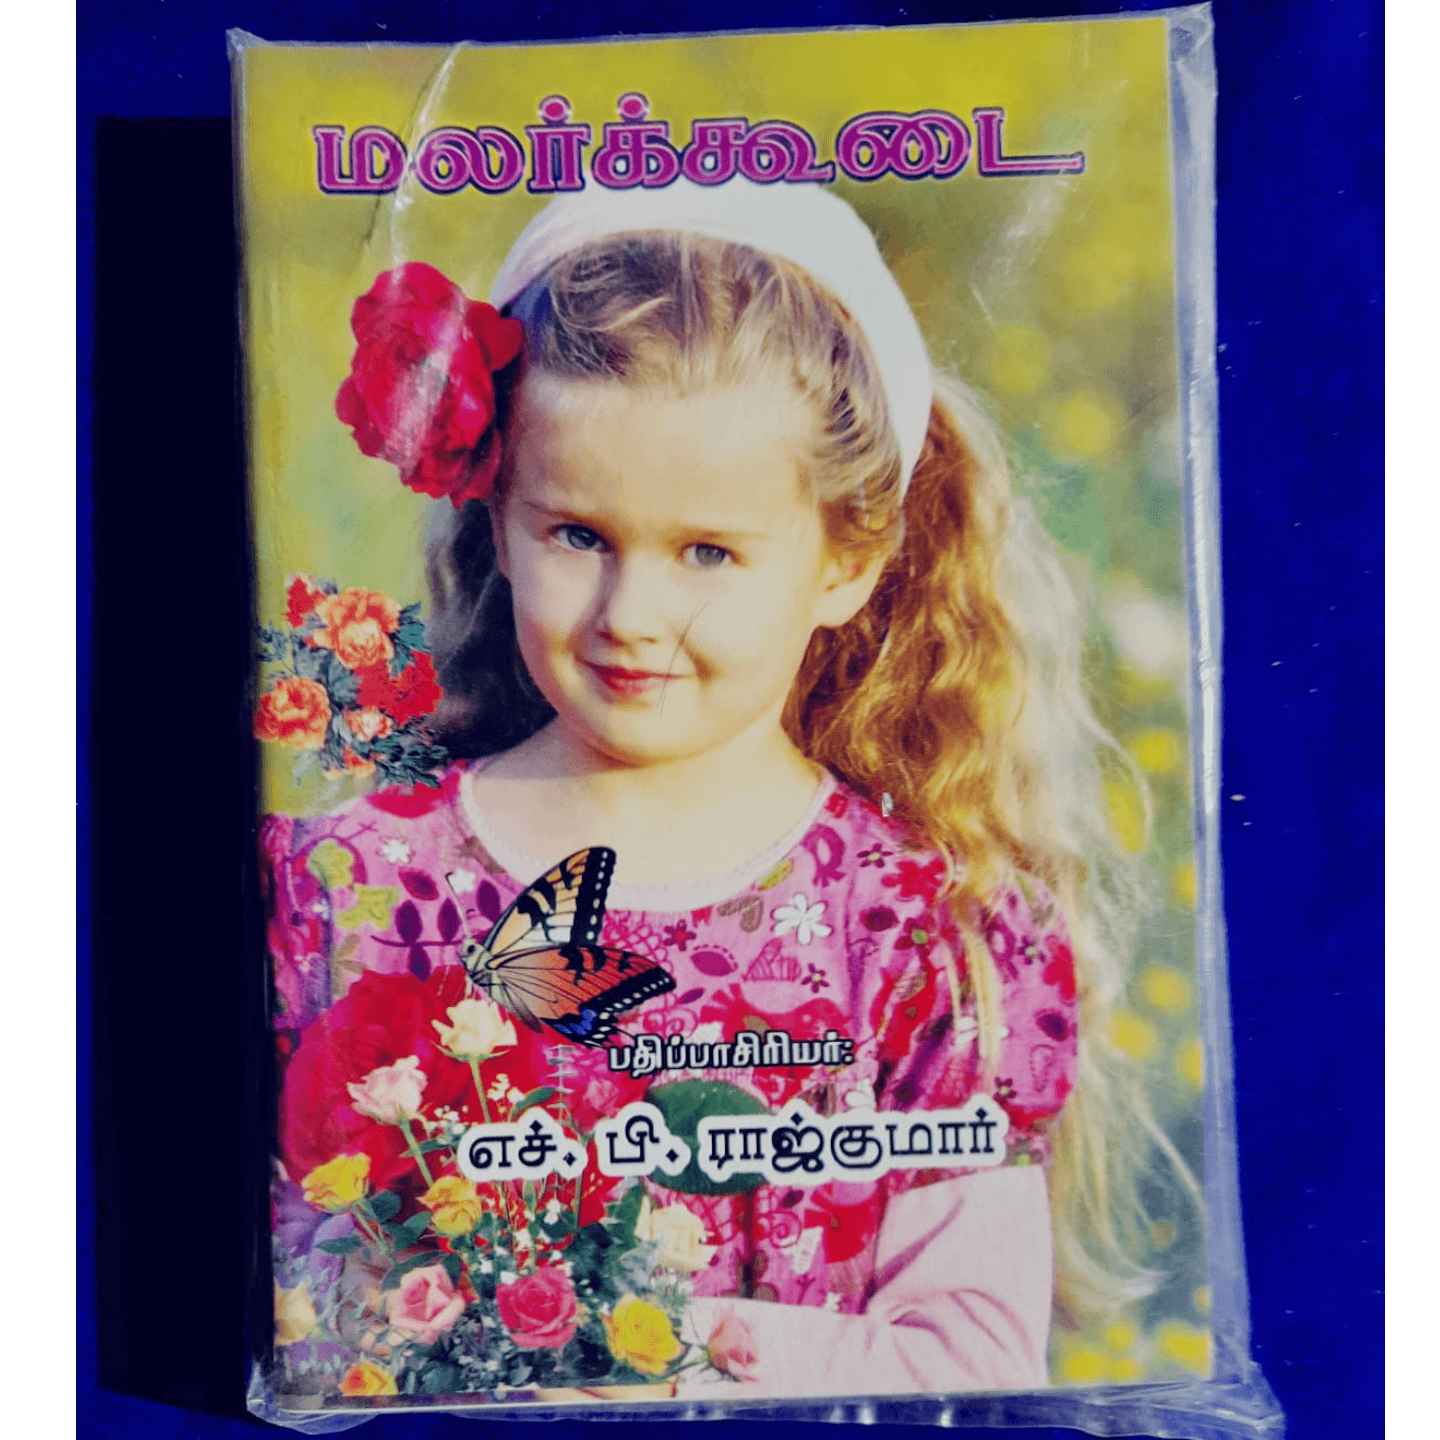 மலர்க்கூடை
பதிப்பாசிரியர்:
எச். பி. ராஜ்குமார்